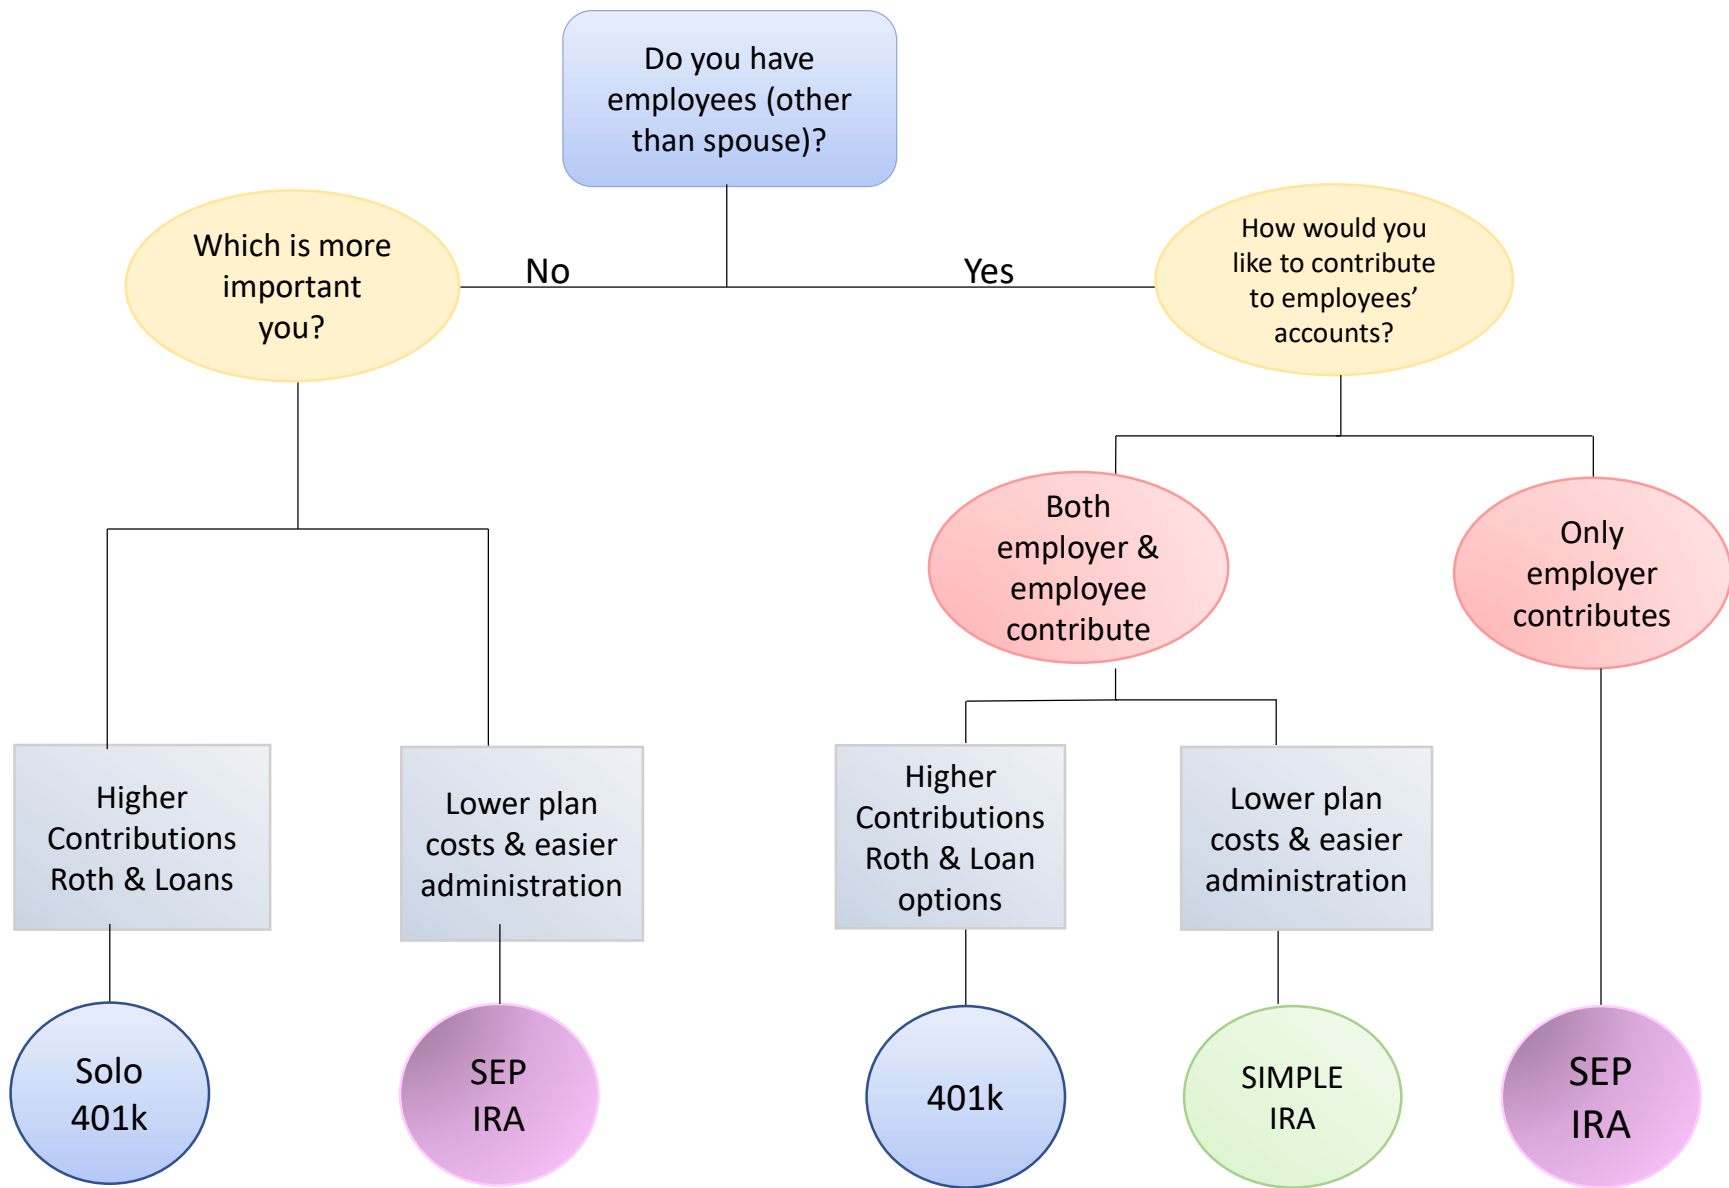 Do you have
employees (other
than spouse)?
Which is more
important
you?
No
Yes
How would you
like to contribute
to employees’
accounts?
Both
employer &
employee
contribute
Only
employer
contributes
Higher
Contributions
Roth & Loans
Lower plan
costs & easier
administration
Higher
Contributions
Roth & Loan
options
Lower plan
costs & easier
administration
Solo
401k
SEP
IRA
401k
SIMPLE
IRA
SEP
IRA